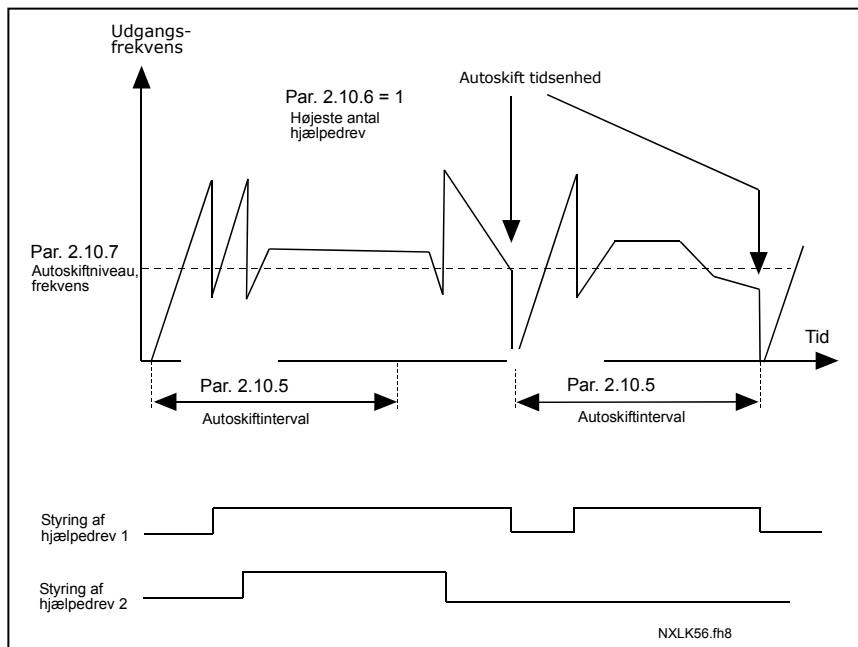 Udgangs-
frekvens
Autoskift tidsenhed
Par. 2.10.6 = 1
Højeste antal
hjælpedrev
Par. 2.10.7
Autoskiftniveau,
frekvens
Tid
Par. 2.10.5
Autoskiftinterval
Par. 2.10.5
Autoskiftinterval
Styring af
hjælpedrev 1
Styring af
hjælpedrev 2
NXLK56.fh8